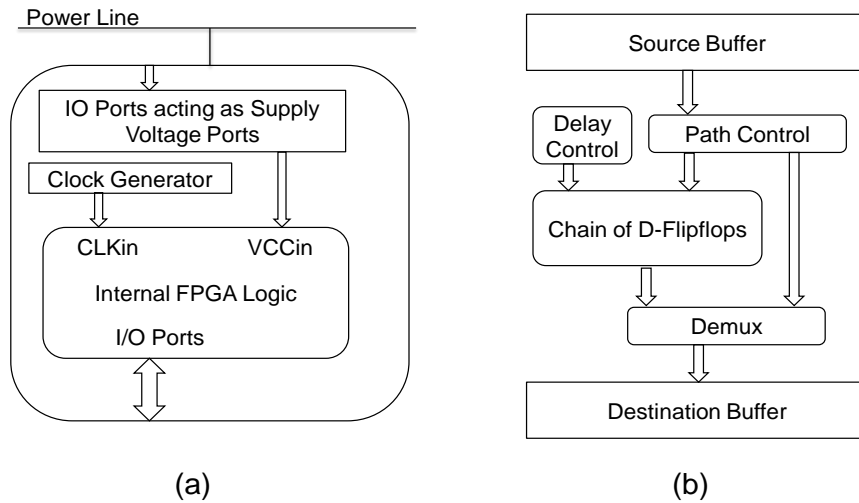 Power Line
IO Ports acting as Supply
Voltage Ports
Clock Generator
CLKin
VCCin
Internal FPGA Logic
I/O Ports
(a)
Source Buffer
Delay
Control
Path Control
Chain of D-Flipflops
Demux
Destination Buffer
(b)